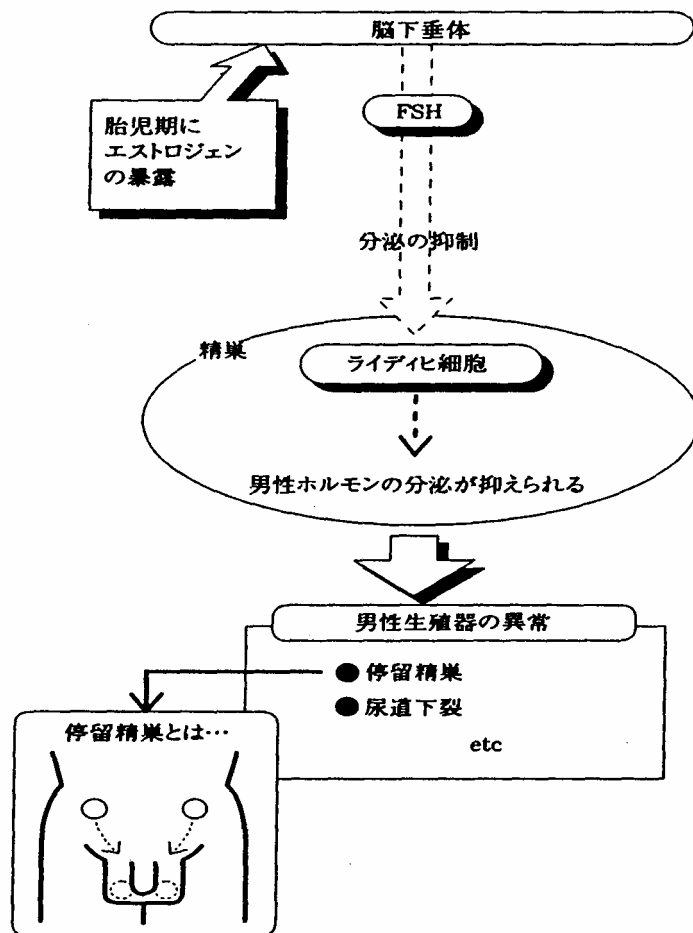 脳下垂体
FSH
胎児期に
エストロジェン
の暴露
分泌の抑制
精巣
ライディヒ細胞
男性ホルモンの分泌が抑えられる
男性生殖器の異常
●停留精巣
●尿道下裂
etc
停留精巣とは…